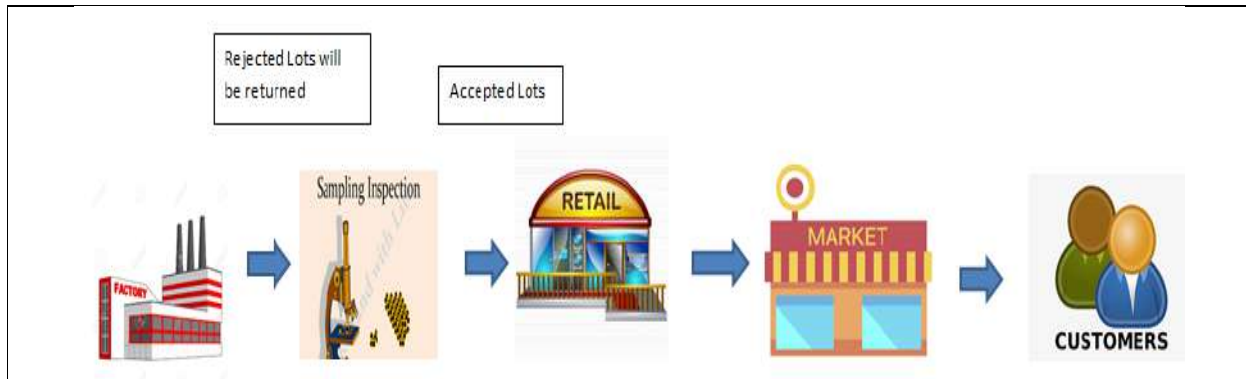 Rejected Lots will
be returned
Accepted Lots
Sampling Inspection
FACTORY
RETAIL
MARKET
CUSTOMERS